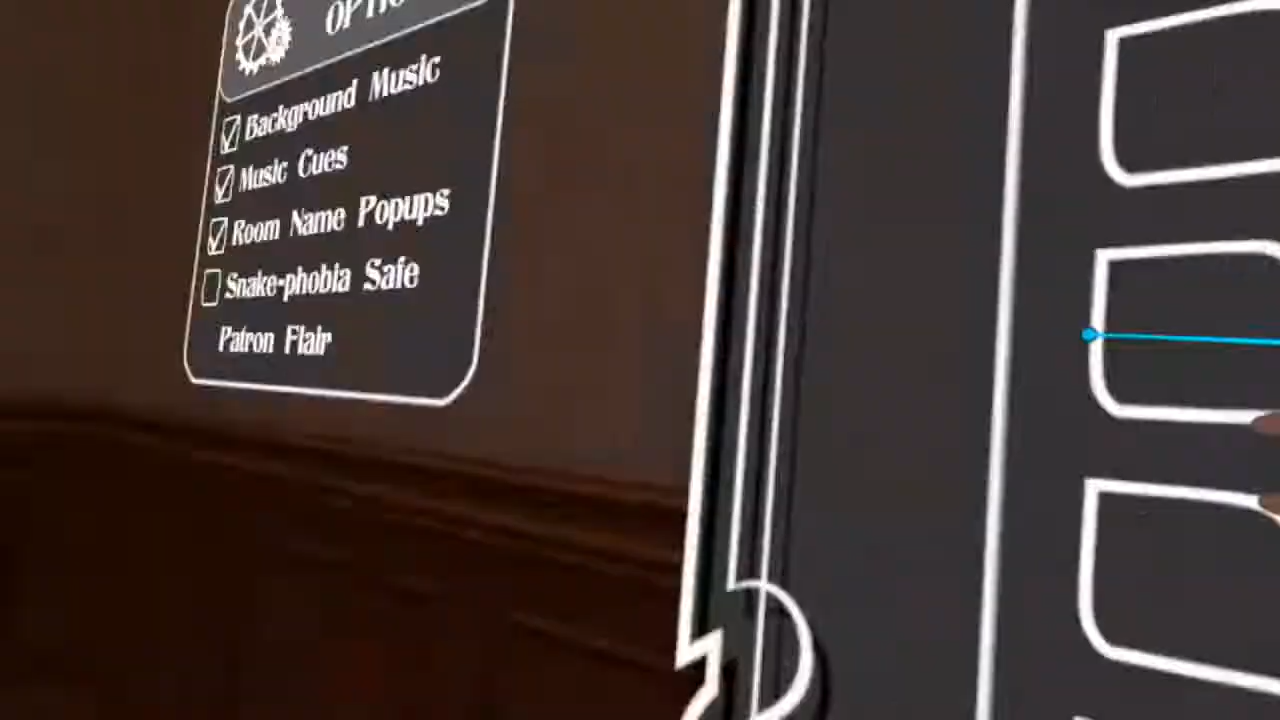 Background Music
Music Cues
Room Name Popups
Snake-phobia Safe
Patron Flair